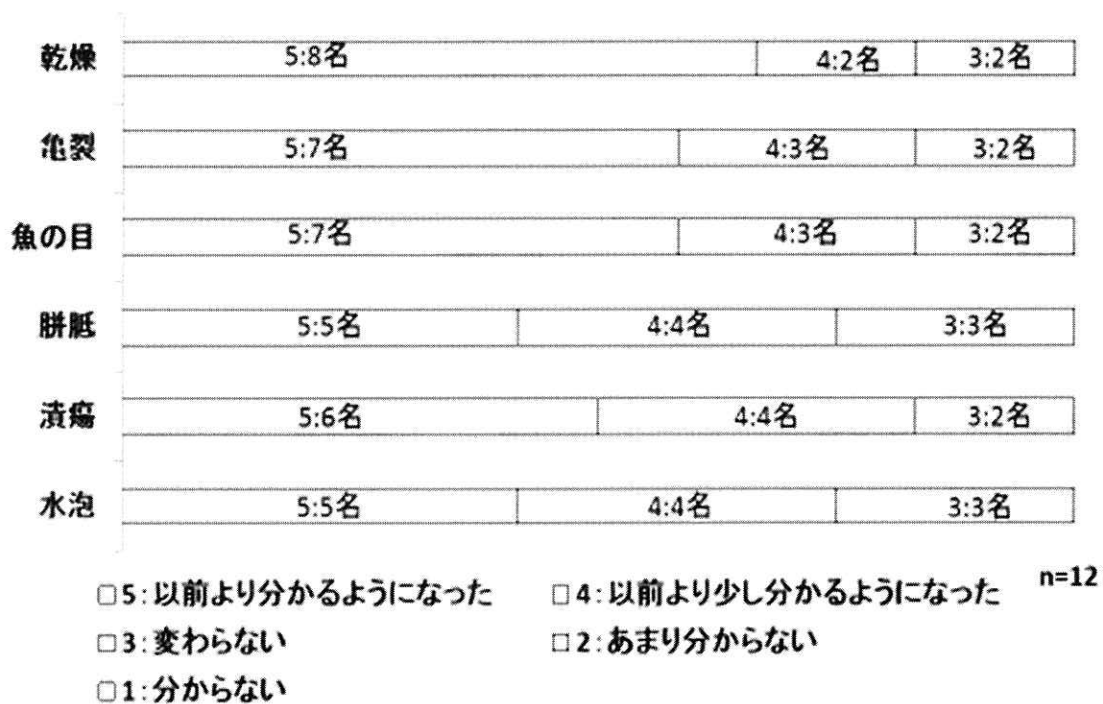 乾燥 5:8名 4:2名 3:2名
亀裂 5:7名 4:3名 3:2名
魚の目 5:7名 4:3名 3:2名
胼胝 5:5名 4:4名 3:3名
潰瘍 5:6名 4:4名 3:2名
水泡 5:5名 4:4名 3:3名
n=12
□5:以前より分かるようになった □4:以前より少し分かるようになった
□3:変わらない □2:あまり分からない
□1:分からない